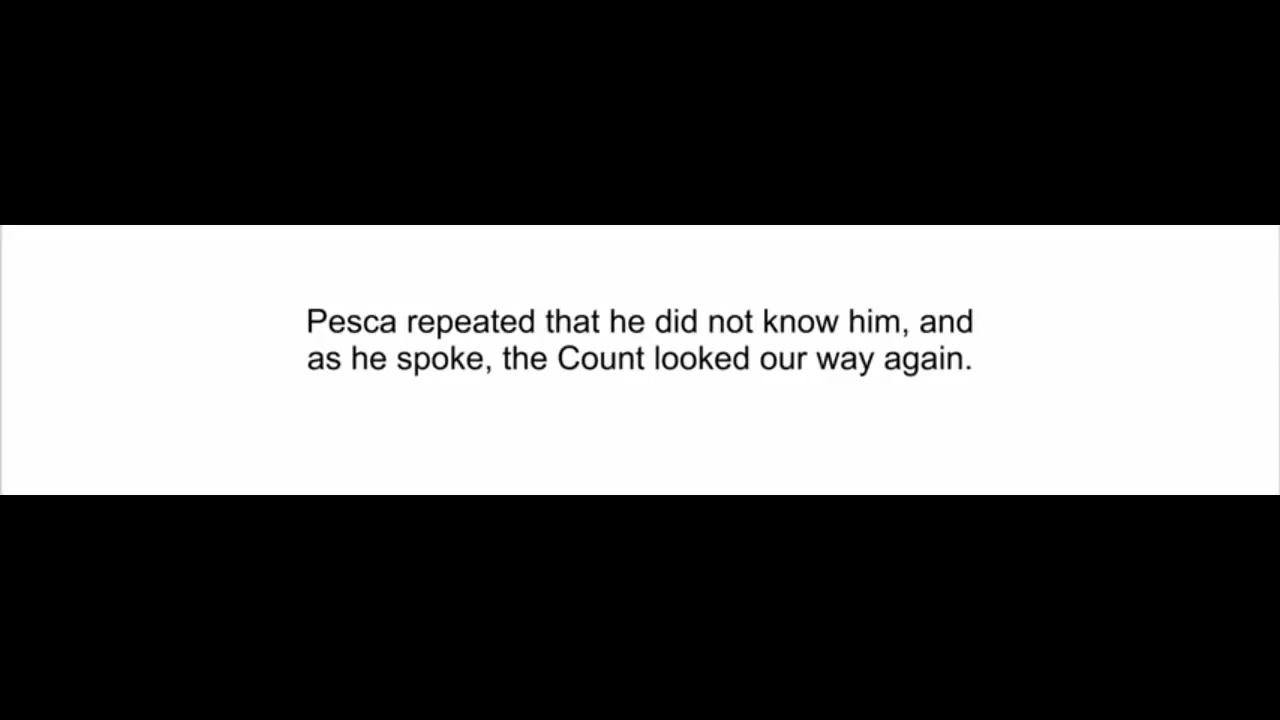 Pesca repeated that he did not know him, and
as he spoke, the Count looked our way again.